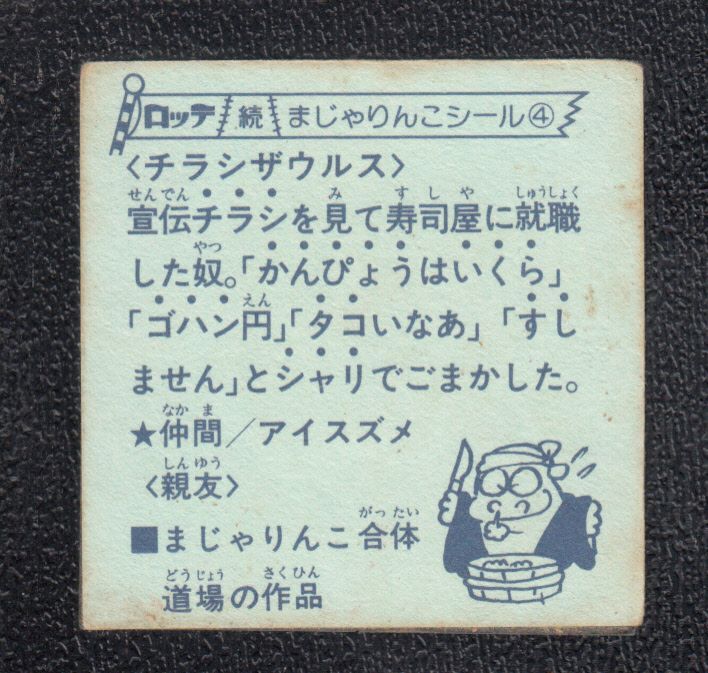 ロッテ 続 まじゃりんこシール④
〈チラシザウルス〉
せんでん み すしや しゅうしょく
宣伝チラシを見て寿司屋に就職
やつ
した奴。「かんぴょうはいくら」
えん
「ゴハン円」「タコいなあ」「すし
ません」とシャリでごまかした。
なかま
★仲間／アイスズメ
しんゆう
〈親友〉
がったい
■まじゃりんこ合体
どうじょう さくひん
道場の作品